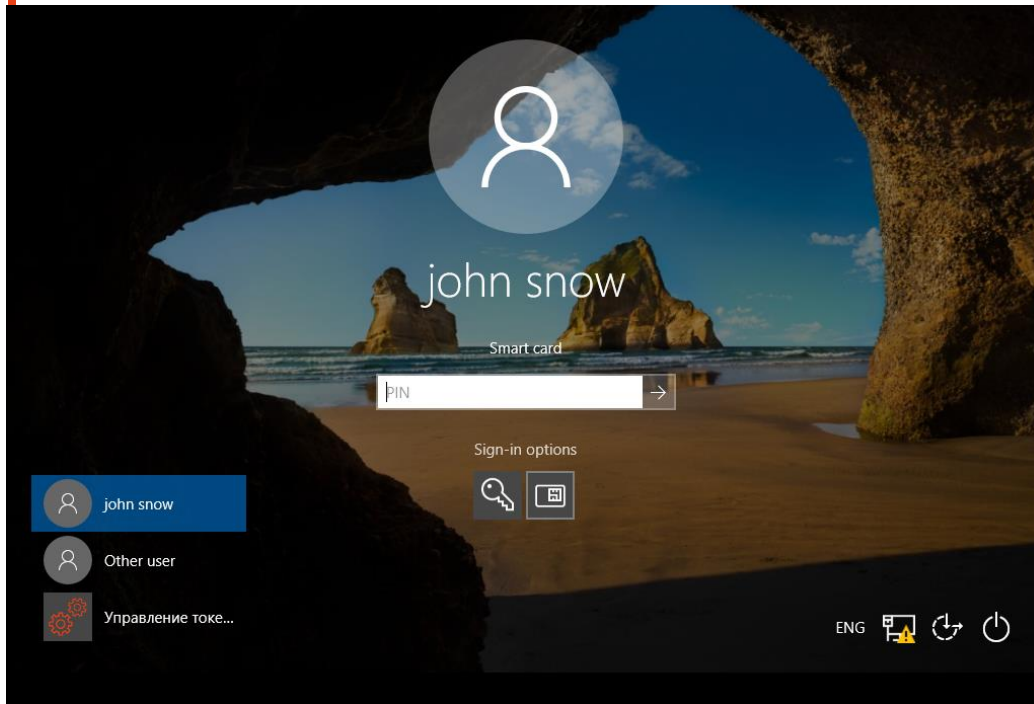 john snow
Smart card
PIN
Sign-in options
john snow
Other user
Управление токе...
ENG